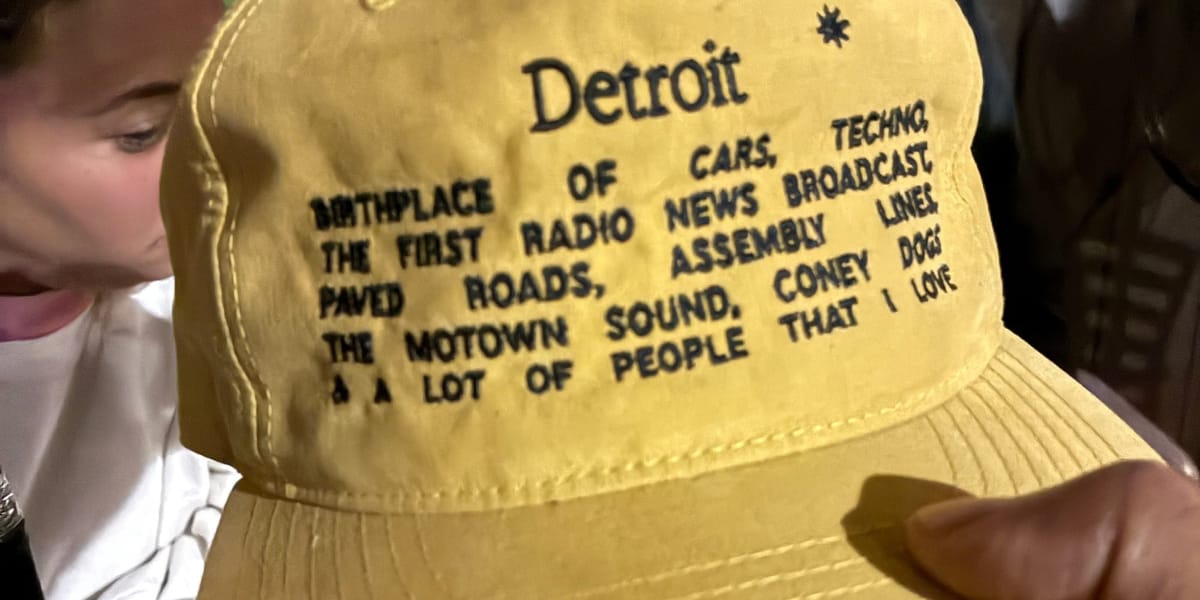 Detroit *
BIRTHPLACE OF CARS, TECHNO,
THE FIRST RADIO NEWS BROADCAST,
PAVED ROADS, ASSEMBLY LINES,
THE MOTOWN SOUND, CONEY DOGS
& A LOT OF PEOPLE THAT I LOVE